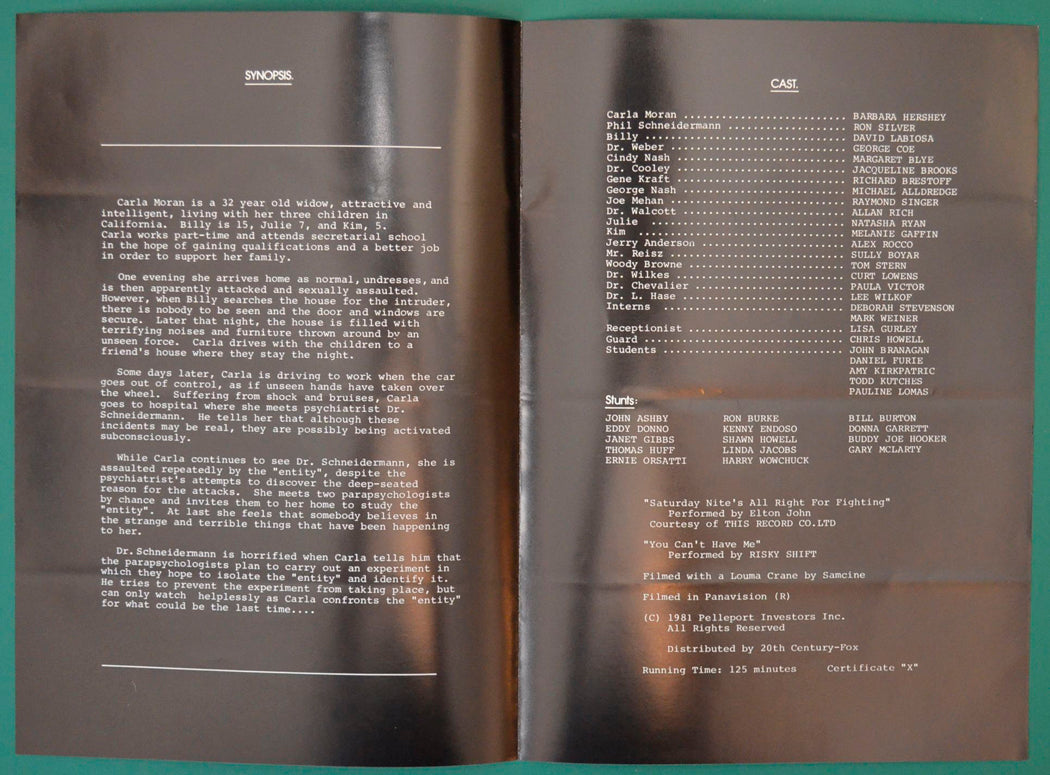 SYNOPSIS.
Carla Moran is a 32 year old widow, attractive and
intelligent, living with her three children in
California. Billy is 15, Julie 7, and Kim, 5.
Carla works part-time and attends secretarial school
in the hope of gaining qualifications and a better job
in order to support her family.
One evening she arrives home as normal, undresses, and
is then apparently attacked and sexually assaulted.
However, when Billy searches the house for the intruder,
there is nobody to be seen and the door and windows are
secure. Later that night, the house is filled with
terrifying noises and furniture thrown around by an
unseen force. Carla drives with the children to a
friend's house where they stay the night.
Some days later, Carla is driving to work when the car
goes out of control, as if unseen hands have taken over
the wheel. Suffering from shock and bruises, Carla
goes to hospital where she meets psychiatrist Dr.
Schneidermann. He tells her that although these
incidents may be real, they are possibly being activated
subconsciously.
While Carla continues to see Dr. Schneidermann, she is
assaulted repeatedly by the "entity", despite the
psychiatrist's attempts to discover the deep-seated
reason for the attacks. She meets two parapsychologists
by chance and invites them to her home to study the
"entity". At last she feels that somebody believes in
the strange and terrible things that have been happening
to her.
Dr. Schneidermann is horrified when Carla tells him that
the parapsychologists plan to carry out an experiment in
which they hope to isolate the "entity" and identify it.
He tries to prevent the experiment from taking place, but
can only watch helplessly as Carla confronts the "entity"
for what could be the last time....
CAST.
Carla Moran ........................ BARBARA HERSHEY
Phil Schneidermann .................. RON SILVER
Billy .............................. DAVID LABIOSA
Dr. Weber .......................... GEORGE COE
Cindy Nash ......................... MARGARET BLYE
Dr. Cooley ......................... JACQUELINE BROOKS
Gene Kraft ......................... RICHARD BRESTOFF
George Nash ........................ MICHAEL ALLDREDGE
Joe Mehan .......................... RAYMOND SINGER
Dr. Walcott ........................ ALLAN RICH
Julie .............................. NATASHA RYAN
Kim ............................... MELANIE GAFFIN
Jerry Anderson ..................... ALEX ROCCO
Mr. Reisz .......................... SULLY BOYAR
Woody Browne ....................... TOM STERN
Dr. Wilkes ......................... CURT LOWENS
Dr. Chevalier ...................... PAULA VICTOR
Dr. L. Hase ........................ LEE WILKOF
Interns ............................ DEBORAH STEVENSON
MARK WEINER
Receptionist ....................... LISA GURLEY
Guard .............................. CHRIS HOWELL
Students ........................... JOHN BRANAGAN
DANIEL FURIE
AMY KIRKPATRIC
TODD KUTCHES
PAULINE LOMAS
Stunts:
JOHN ASHBY RON BURKE BILL BURTON
EDDY DONNO KENNY ENDOSO DONNA GARRETT
JANET GIBBS SHAWN HOWELL BUDDY JOE HOOKER
THOMAS HUFF LINDA JACOBS GARY MCLARTY
ERNIE ORSATTI HARRY WOWCHUCK
"Saturday Nite's All Right For Fighting"
Performed by Elton John
Courtesy of THIS RECORD CO.LTD
"You Can't Have Me"
Performed by RISKY SHIFT
Filmed with a Louma Crane by Samcine
Filmed in Panavision (R)
(C) 1981 Pelleport Investors Inc.
All Rights Reserved
Distributed by 20th Century-Fox
Running Time: 125 minutes Certificate "X"